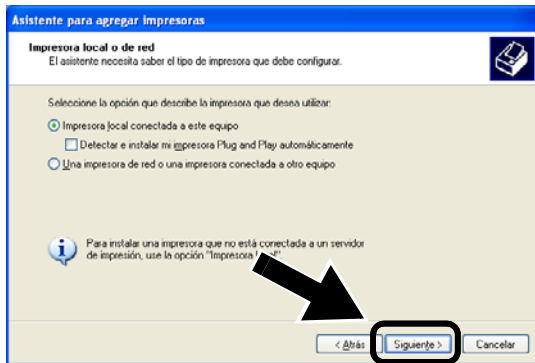 Asistente para agregar impresoras
Impresora local o de red
El asistente necesita saber el tipo de impresora que debe configurar.
Seleccione la opción que describe la impresora que desea utilizar:
Impresora local conectada a este equipo
Detectar e instalar mi impresora Plug and Play automáticamente
Una impresora de red o una impresora conectada a otro equipo
Para instalar una impresora que no está conectada a un servidor
de impresión, use la opción "Impresora
< Atrás
Siguiente >
Cancelar